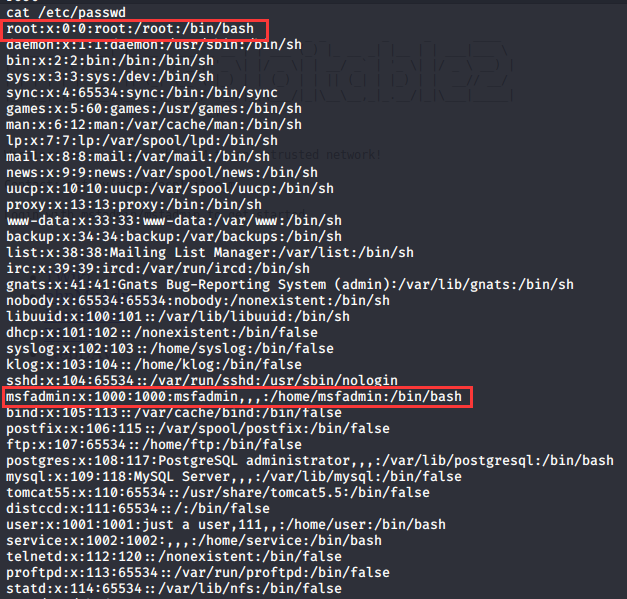 cat /etc/passwd
root:x:0:0:root:/root:/bin/bash
daemon:x:1:1:daemon:/usr/sbin:/bin/sh
bin:x:2:2:bin:/bin:/bin/sh
sys:x:3:3:sys:/dev:/bin/sh
sync:x:4:65534:sync:/bin:/bin/sync
games:x:5:60:games:/usr/games:/bin/sh
man:x:6:12:man:/var/cache/man:/bin/sh
lp:x:7:7:lp:/var/spool/lpd:/bin/sh
mail:x:8:8:mail:/var/mail:/bin/sh
trusted network!
news:x:9:9:news:/var/spool/news:/bin/sh
uucp:x:10:10:uucp:/var/spool/uucp:/bin/sh
proxy:x:13:13:proxy:/bin:/bin/sh
www-data:x:33:33:www-data:/var/www:/bin/sh
backup:x:34:34:backup:/var/backups:/bin/sh
list:x:38:38:Mailing List Manager:/var/list:/bin/sh
irc:x:39:39:ircd:/var/run/ircd:/bin/sh
gnats:x:41:41:Gnats Bug-Reporting System (admin):/var/lib/gnats:/bin/sh
nobody:x:65534:65534:nobody:/nonexistent:/bin/sh
libuuid:x:100:101::/var/lib/libuuid:/bin/sh
dhcp:x:101:102::/nonexistent:/bin/false
syslog:x:102:103::/home/syslog:/bin/false
klog:x:103:104::/home/klog:/bin/false
sshd:x:104:65534::/var/run/sshd:/usr/sbin/nologin
msfadmin:x:1000:1000:msfadmin,,,:/home/msfadmin:/bin/bash
bind:x:105:113::/var/cache/bind:/bin/false
postfix:x:106:115::/var/spool/postfix:/bin/false
ftp:x:107:65534::/home/ftp:/bin/false
postgres:x:108:117:PostgreSQL administrator,,,:/var/lib/postgresql:/bin/bash
mysql:x:109:118:MySQL Server,,,:/var/lib/mysql:/bin/false
tomcat55:x:110:65534::/usr/share/tomcat5.5:/bin/false
distccd:x:111:65534::/:/bin/false
user:x:1001:1001:just a user,111,,:/home/user:/bin/bash
service:x:1002:1002:,,,:/home/service:/bin/bash
telnetd:x:112:120::/nonexistent:/bin/false
proftpd:x:113:65534::/var/run/proftpd:/bin/false
statd:x:114:65534::/var/lib/nfs:/bin/false